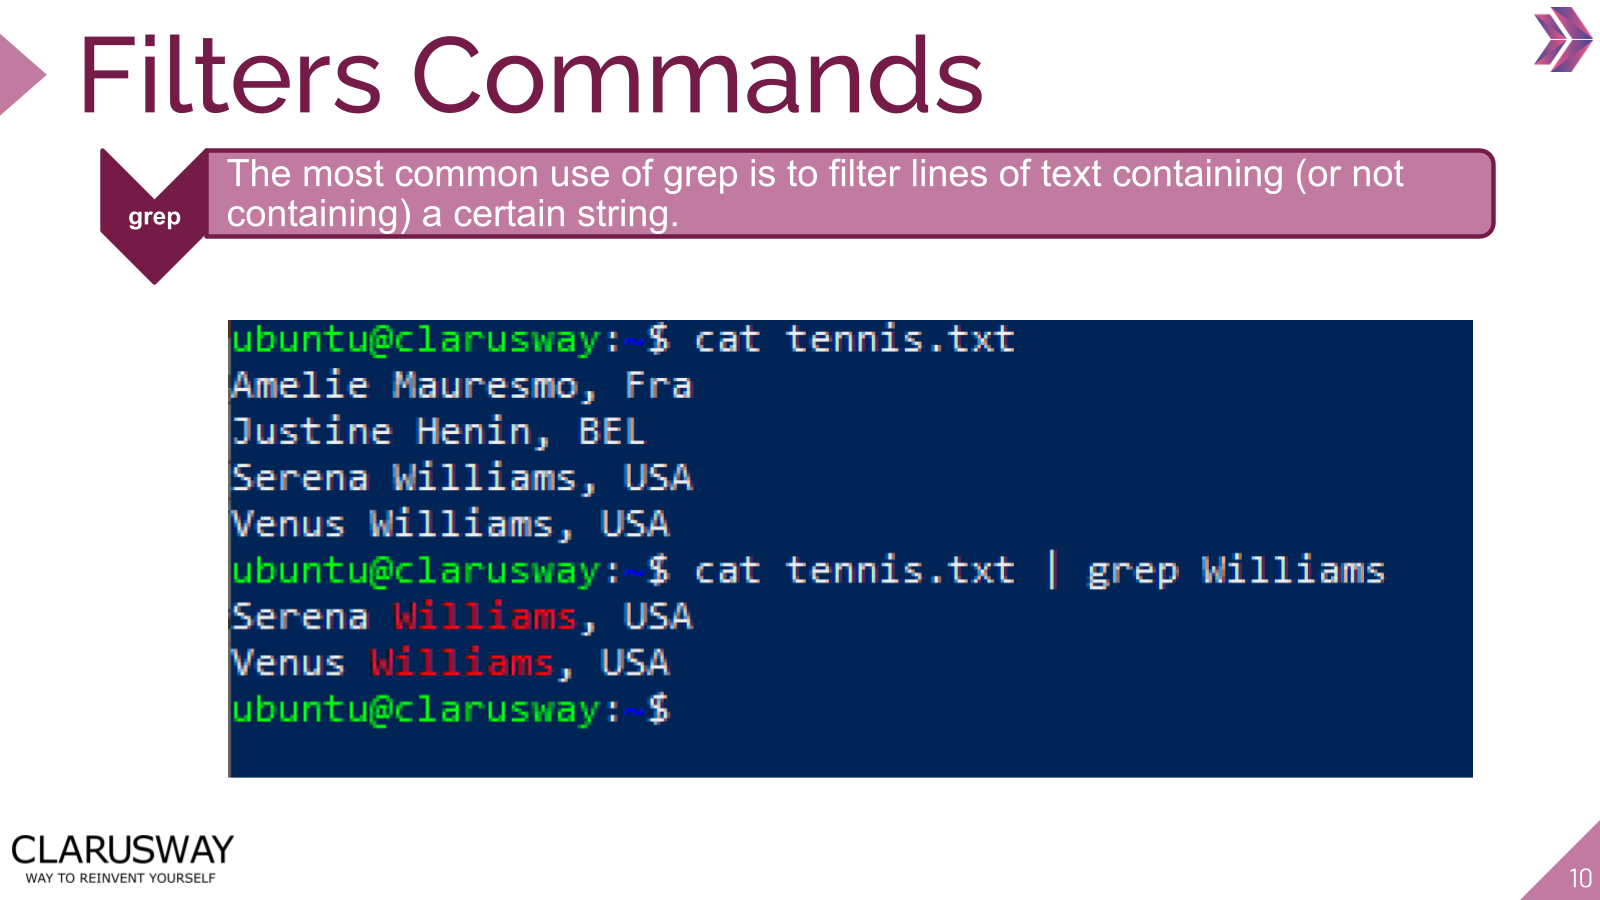 Filters Commands
grep
The most common use of grep is to filter lines of text containing (or not
containing) a certain string.
ubuntu@clarusway:~$ cat tennis.txt
Amelie Mauresmo, Fra
Justine Henin, BEL
Serena Williams, USA
Venus Williams, USA
ubuntu@clarusway:~$ cat tennis.txt | grep Williams
Serena Williams, USA
Venus Williams, USA
ubuntu@clarusway:~$
CLARUSWAY
WAY TO REINVENT YOURSELF
10